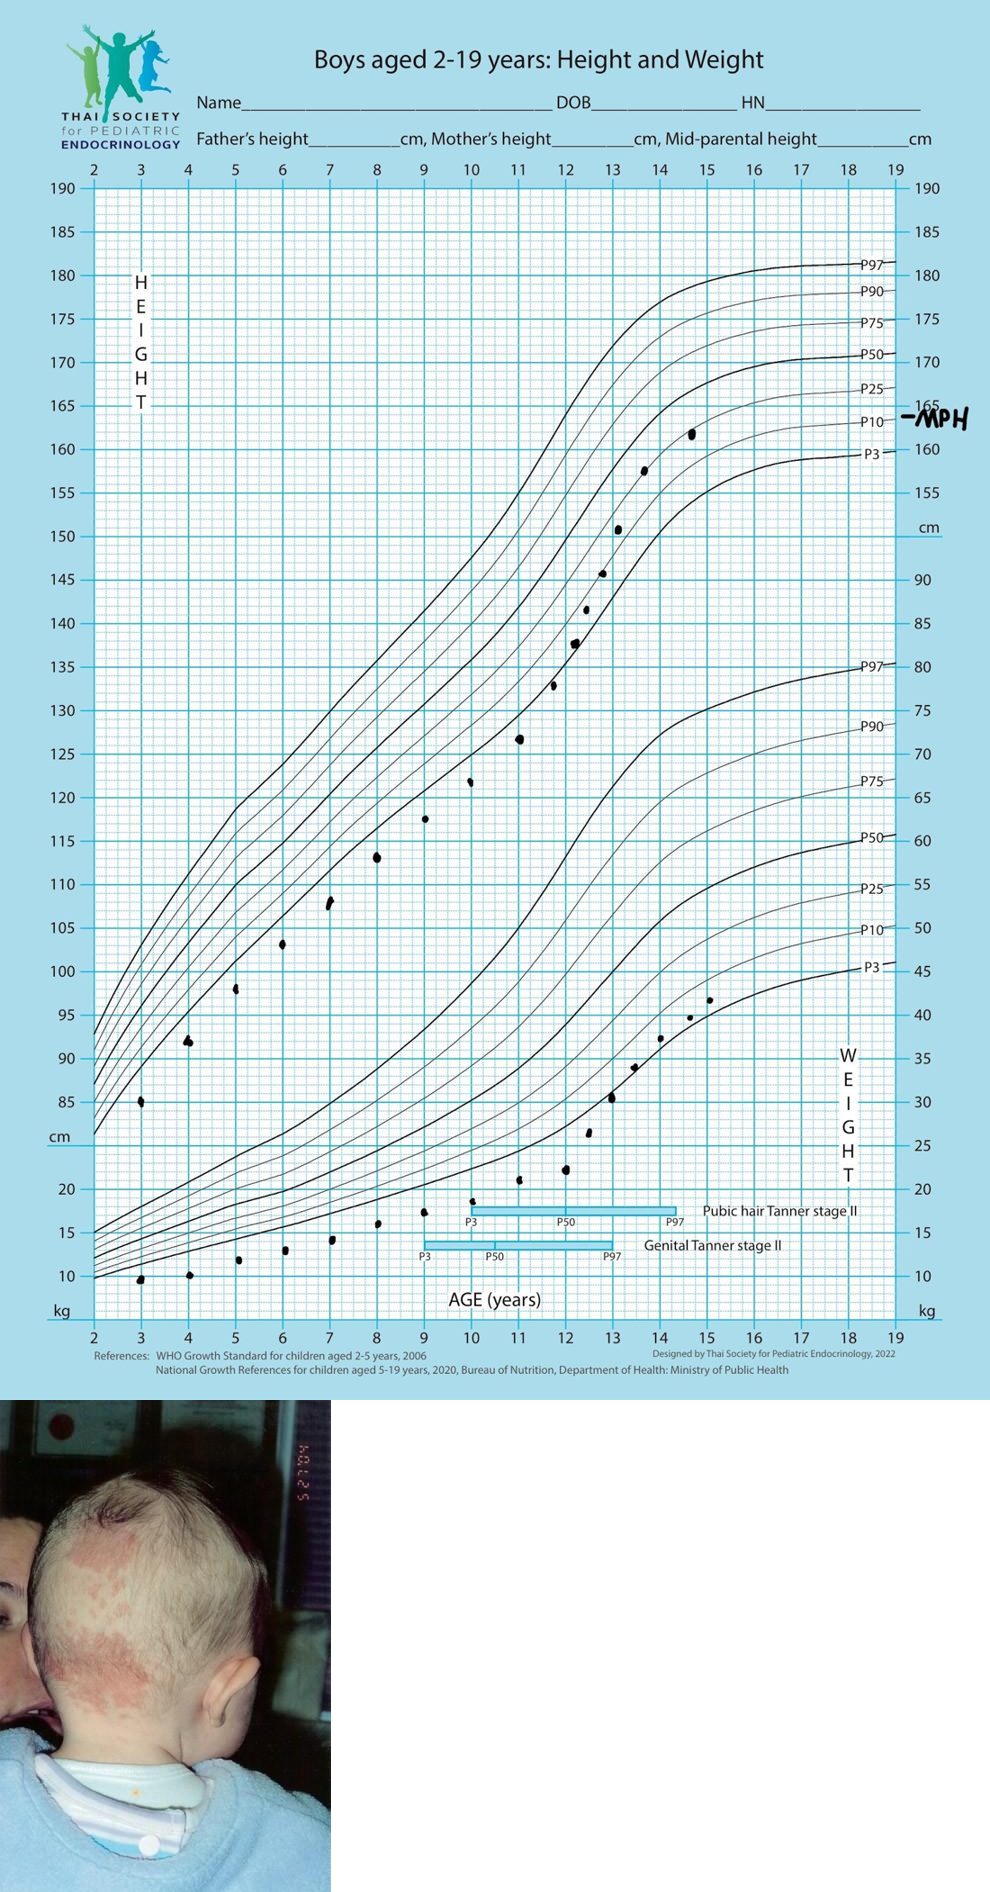 THAI SOCIETY
for PEDIATRIC
ENDOCRINOLOGY
Boys aged 2-19 years: Height and Weight
Name DOB HN
Father's height cm, Mother's height cm, Mid-parental height cm
2 3 4 5 6 7 8 9 10 11 12 13 14 15 16 17 18 19
190 190
185 185
180 180
175 175
170 170
165 165
160 160
155 155
150 cm
145 90
140 85
135 80
130 75
125 70
120 65
115 60
110 55
105 50
100 45
95 40
90 35
85 30
cm 25
20 20
15 15
10 10
kg kg
HEIGHT
P97
P90
P75
P50
P25
P10
P3
-MPH
P97
P90
P75
P50
P25
P10
P3
WEIGHT
Pubic hair Tanner stage II
P3 P50 P97
Genital Tanner stage II
P3 P50 P97
AGE (years)
2 3 4 5 6 7 8 9 10 11 12 13 14 15 16 17 18 19
References: WHO Growth Standard for children aged 2-5 years, 2006
Designed by Thai Society for Pediatric Endocrinology, 2022
National Growth References for children aged 5-19 years, 2020, Bureau of Nutrition, Department of Health: Ministry of Public Health